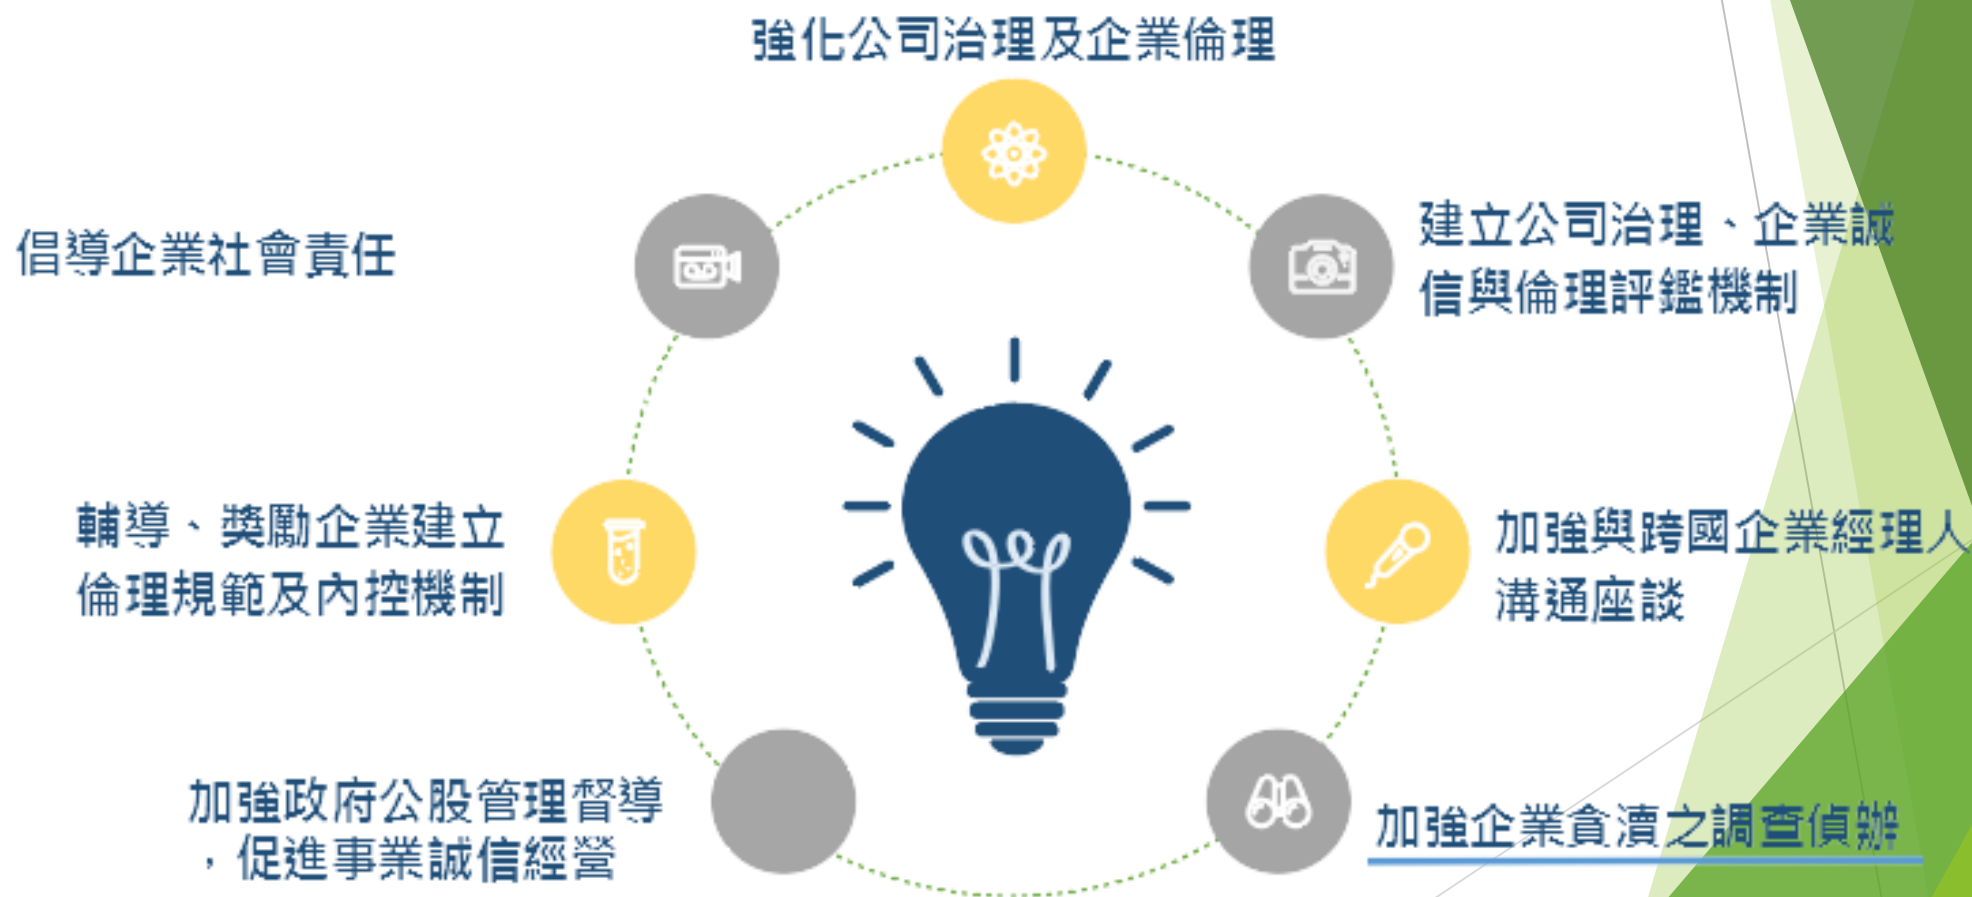 強化公司治理及企業倫理
倡導企業社會責任
建立公司治理、企業誠
信與倫理評鑑機制
輔導、獎勵企業建立
倫理規範及內控機制
加強與跨國企業經理人
溝通座談
加強政府公股管理督導
，促進事業誠信經營
加強企業貪瀆之調查偵辦